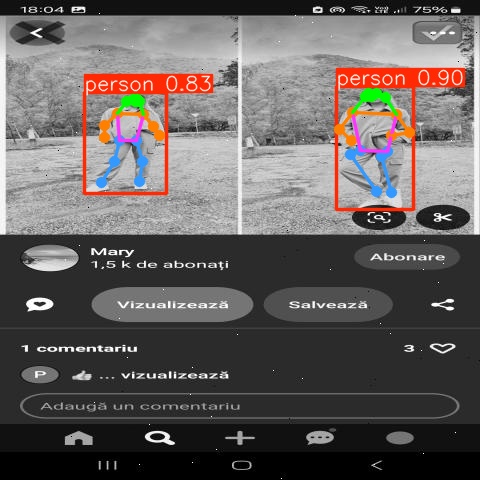 18:04 75%
person 0.83
person 0.90
Mary
1,5 k de abonați
Abonare
Vizualizează
Salvează
1 comentariu
3
P
... vizualizează
Adaugă un comentariu